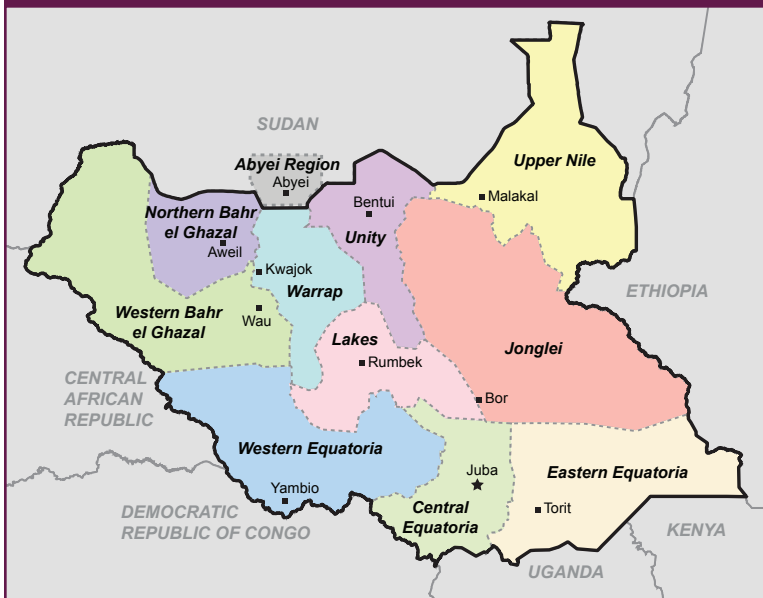 SUDAN
Upper Nile
Abyei Region
Abyei
Malakal
Bentui
Northern Bahr
el Ghazal
Unity
Aweil
Kwajok
Warrap
ETHIOPIA
Western Bahr
el Ghazal
Wau
Lakes
Jonglei
Rumbek
CENTRAL
AFRICAN
REPUBLIC
Bor
Western Equatoria
Juba
Eastern Equatoria
Yambio
Central
Equatoria
Torit
DEMOCRATIC
REPUBLIC OF CONGO
KENYA
UGANDA